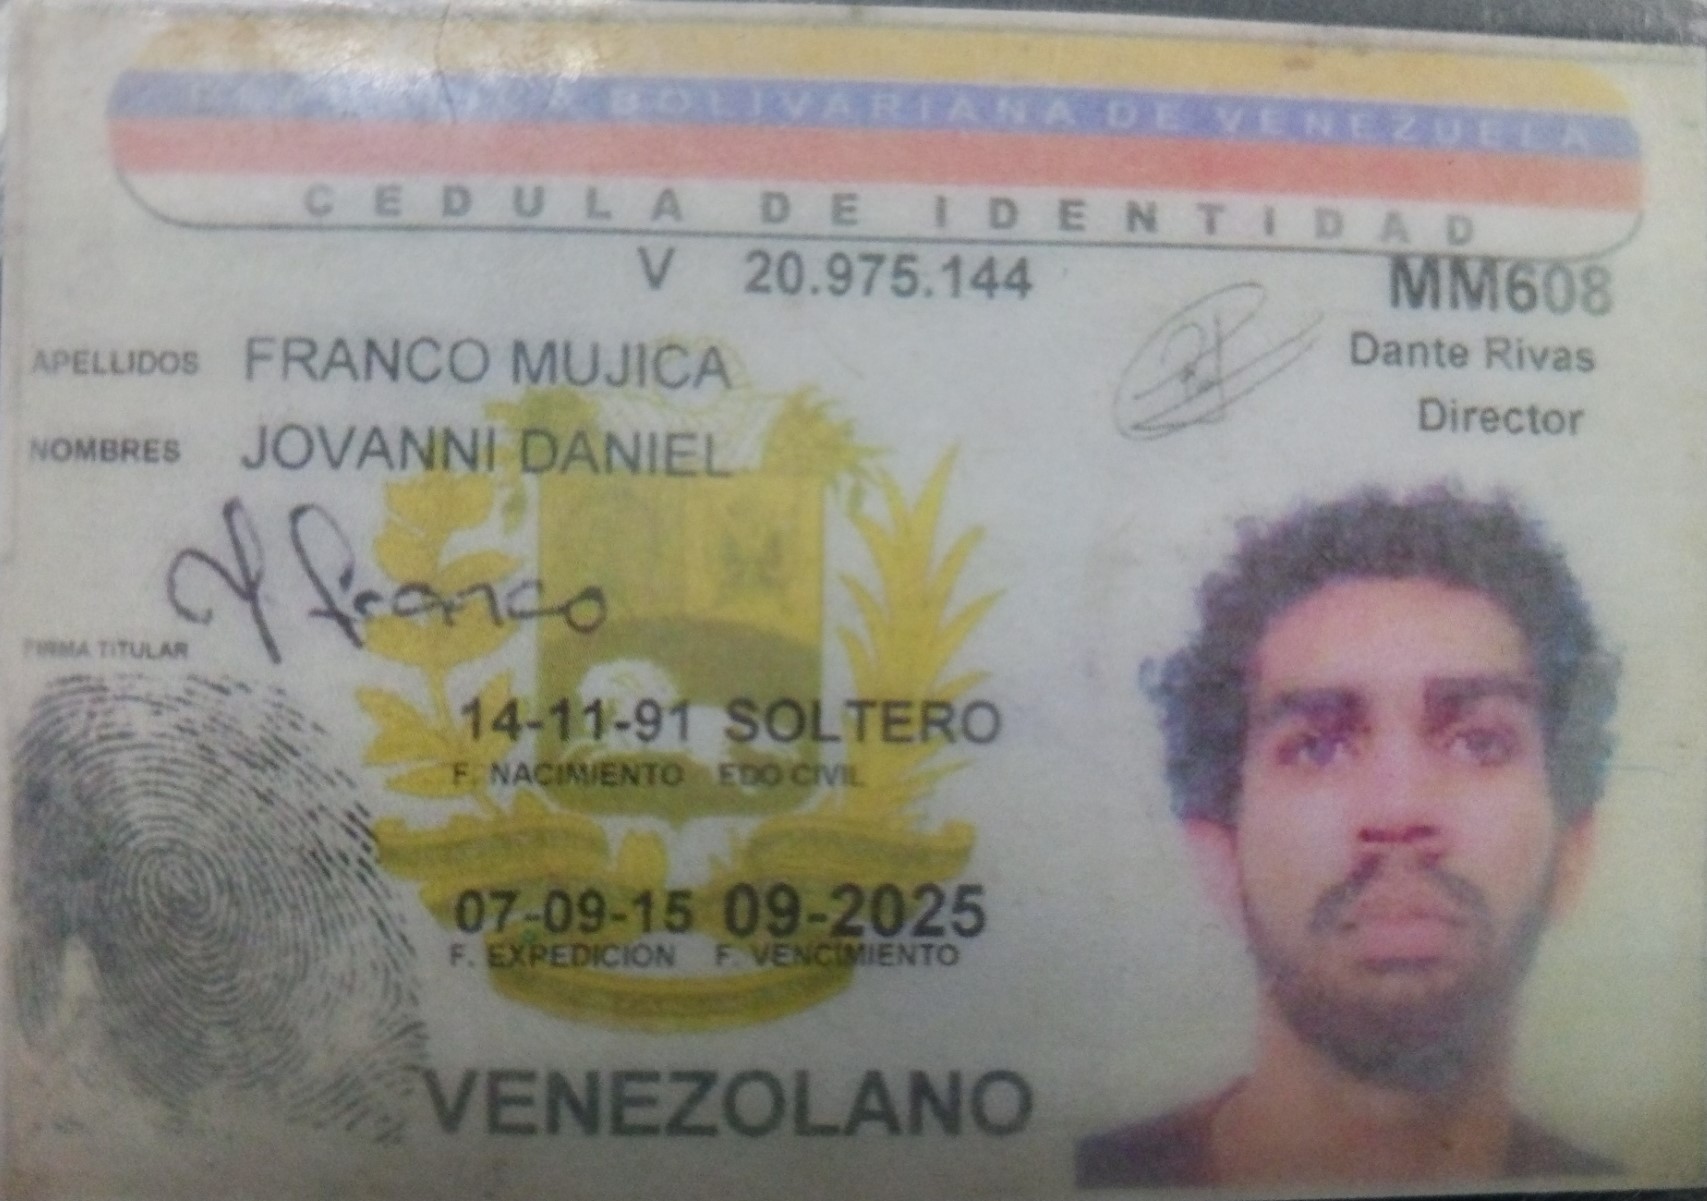 REPUBLICA BOLIVARIANA DE VENEZUELA
CEDULA DE IDENTIDAD
V 20.975.144
MM608
Dante Rivas
Director
APELLIDOS FRANCO MUJICA
NOMBRES JOVANNI DANIEL
Franco
FIRMA TITULAR
14-11-91 SOLTERO
F. NACIMIENTO EDO CIVIL
07-09-15 09-2025
F. EXPEDICION F. VENCIMIENTO
VENEZOLANO